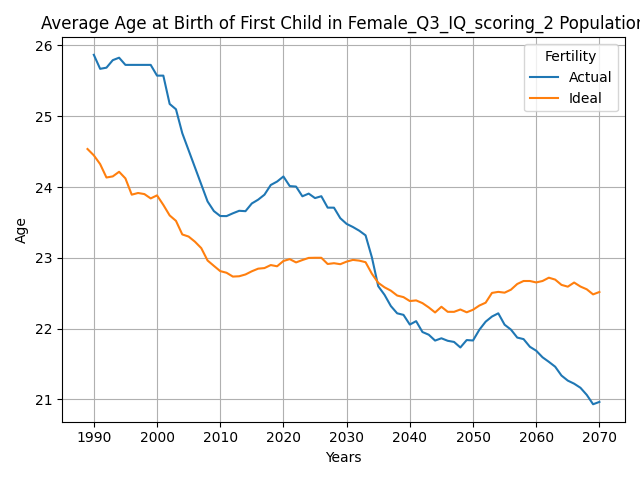 Average Age at Birth of First Child in Female_Q3_IQ_scoring_2 Population
Fertility
Actual
Ideal
Age
26
25
24
23
22
21
1990
2000
2010
2020
2030
2040
2050
2060
2070
Years